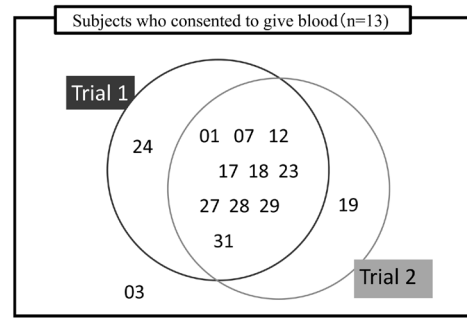 Subjects who consented to give blood(n=13)
Trial 1
24
01 07 12
17 18 23
27 28 29
19
31
Trial 2
03